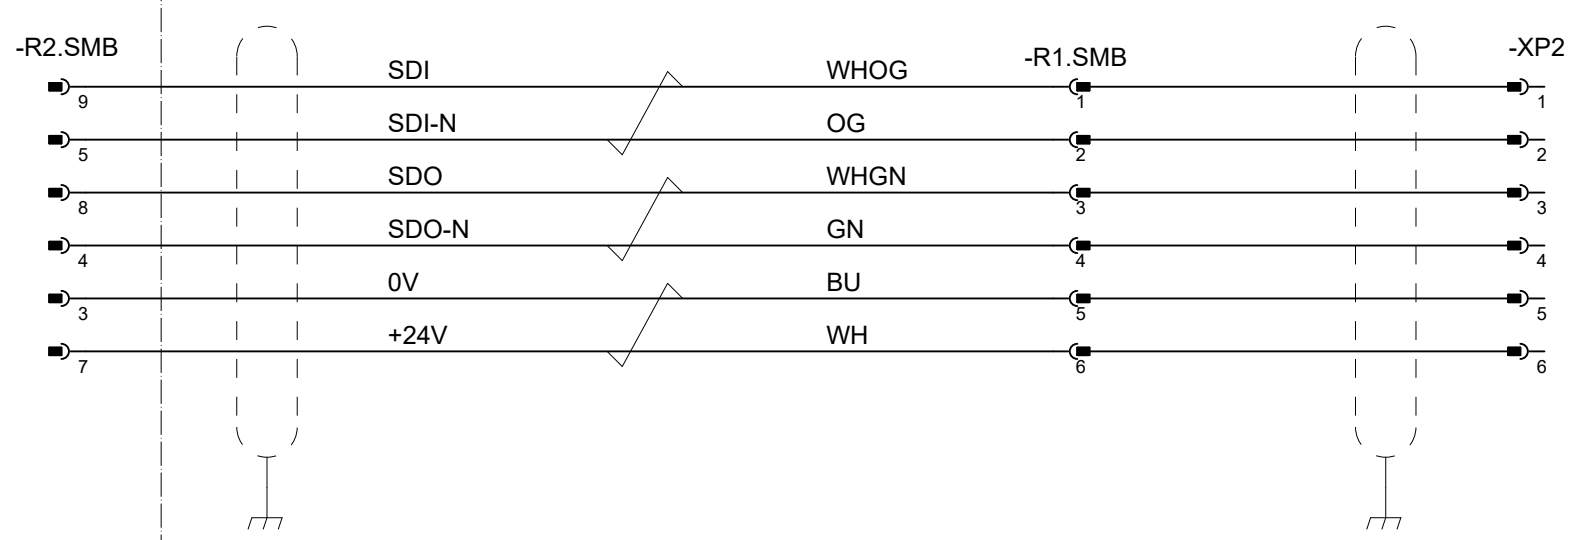 -R2.SMB -R1.SMB -XP2
SDI WHOG
9 1 1
SDI-N OG
5 2 2
SDO WHGN
8 3 3
SDO-N GN
4 4 4
0V BU
3 5 5
+24V WH
7 6 6